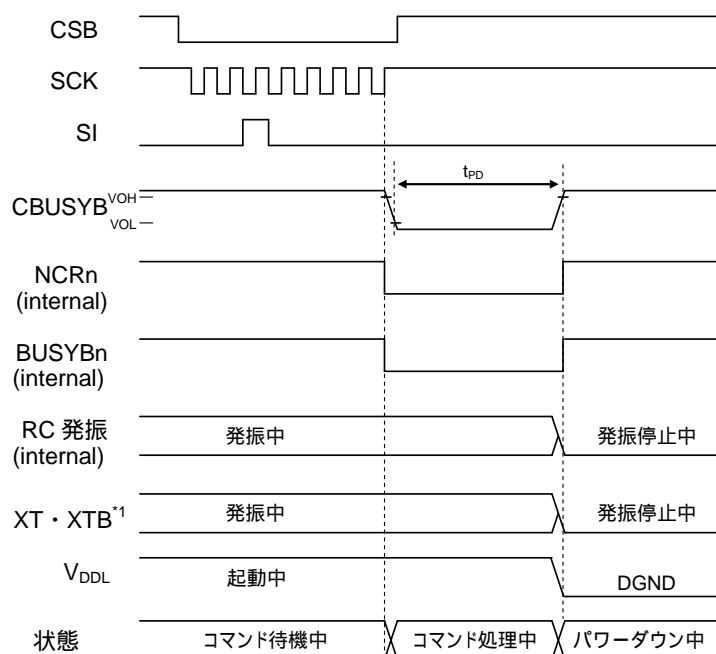 CSB
SCK
SI
tPD
CBUSYB VOH
VOL
NCRn
(internal)
BUSYBn
(internal)
RC 発振
(internal)
発振中
発振停止中
XT・XTB*1
発振中
発振停止中
VDDL
起動中
DGND
状態
コマンド待機中
コマンド処理中
パワーダウン中